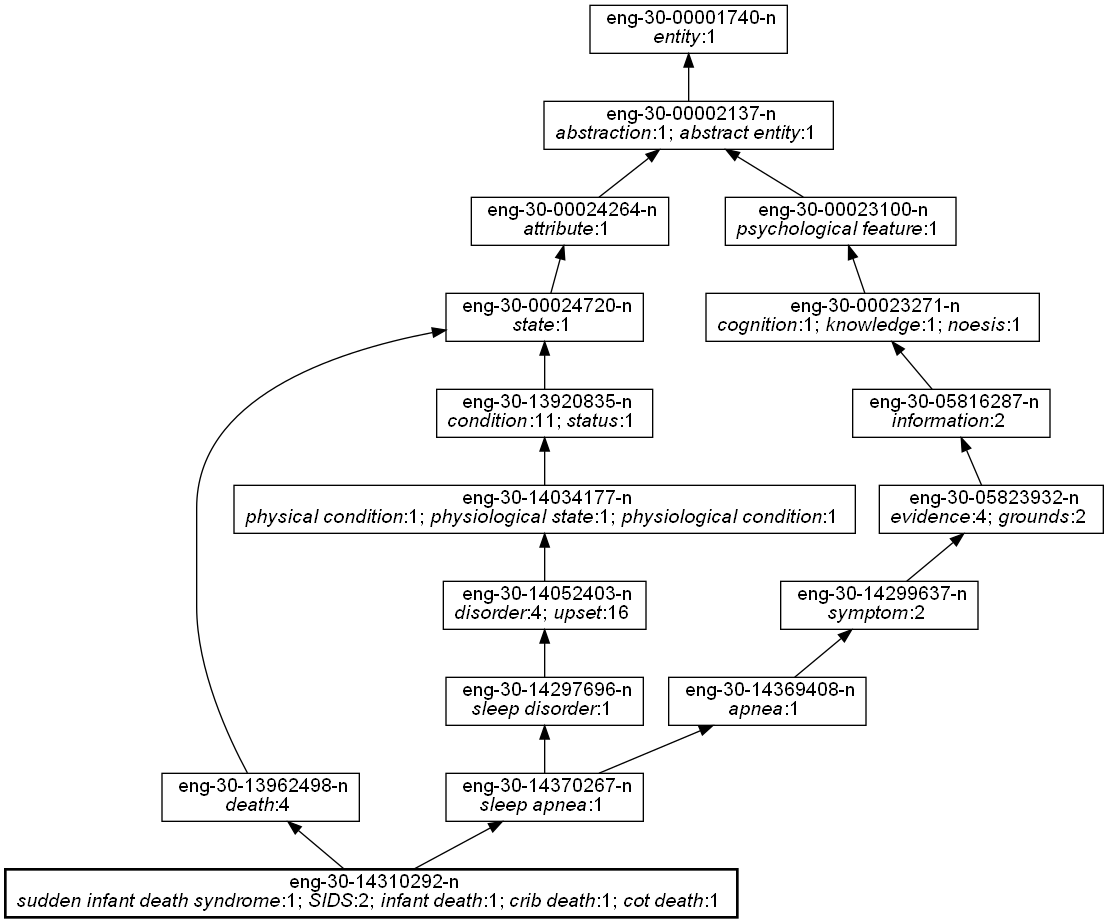 eng-30-00001740-n
entity:1
eng-30-00002137-n
abstraction:1; abstract entity:1
eng-30-00024264-n
attribute:1
eng-30-00023100-n
psychological feature:1
eng-30-00024720-n
state:1
eng-30-00023271-n
cognition:1; knowledge:1; noesis:1
eng-30-13920835-n
condition:11; status:1
eng-30-05816287-n
information:2
eng-30-14034177-n
physical condition:1; physiological state:1; physiological condition:1
eng-30-05823932-n
evidence:4; grounds:2
eng-30-14052403-n
disorder:4; upset:16
eng-30-14299637-n
symptom:2
eng-30-14297696-n
sleep disorder:1
eng-30-14369408-n
apnea:1
eng-30-13962498-n
death:4
eng-30-14370267-n
sleep apnea:1
eng-30-14310292-n
sudden infant death syndrome:1; SIDS:2; infant death:1; crib death:1; cot death:1